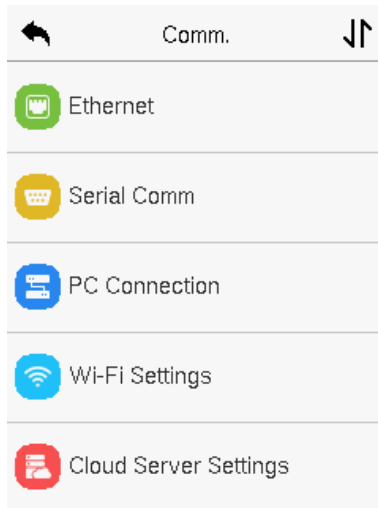 Comm.
Ethernet
Serial Comm
PC Connection
Wi-Fi Settings
Cloud Server Settings